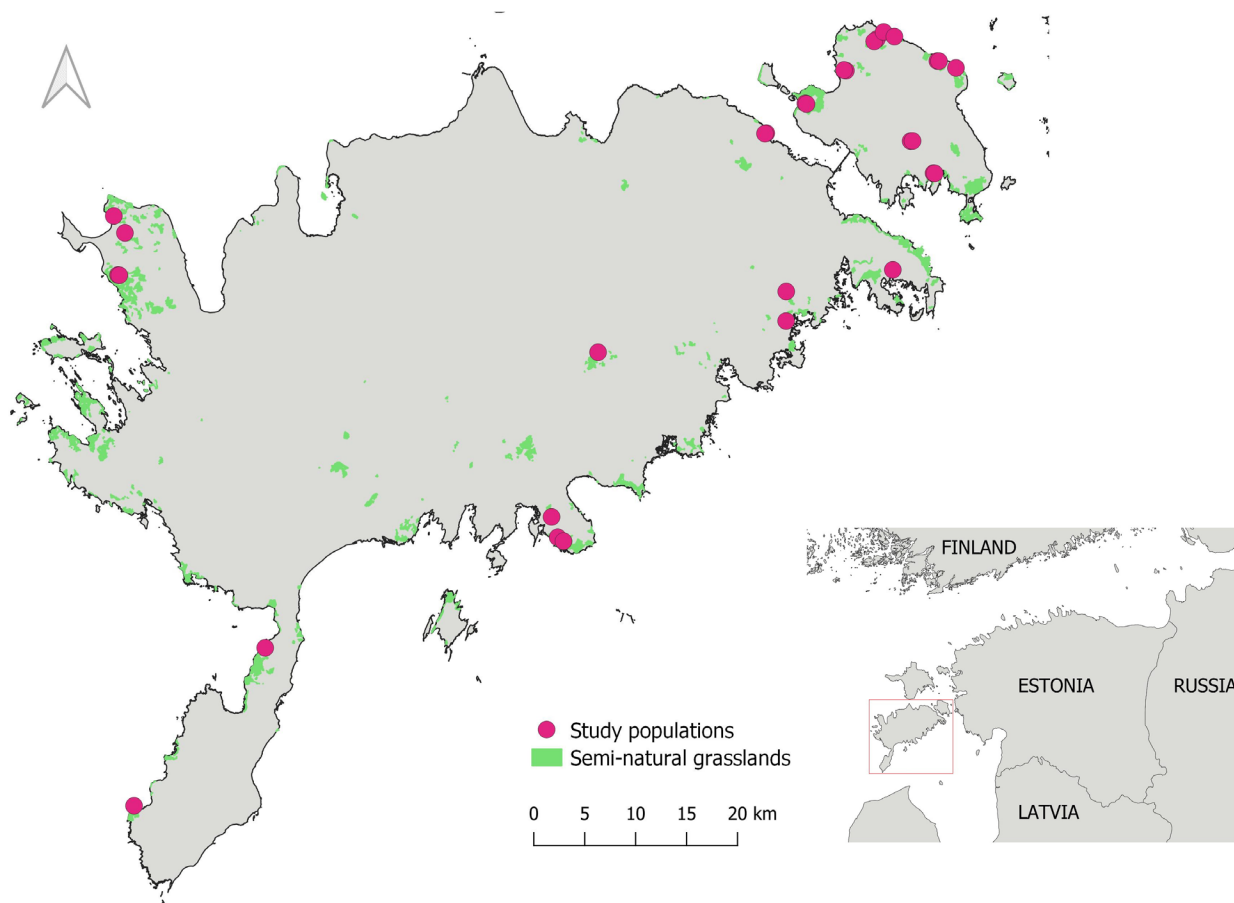 FINLAND
ESTONIA
RUSSIA
LATVIA
Study populations
Semi-natural grasslands
0 5 10 15 20 km